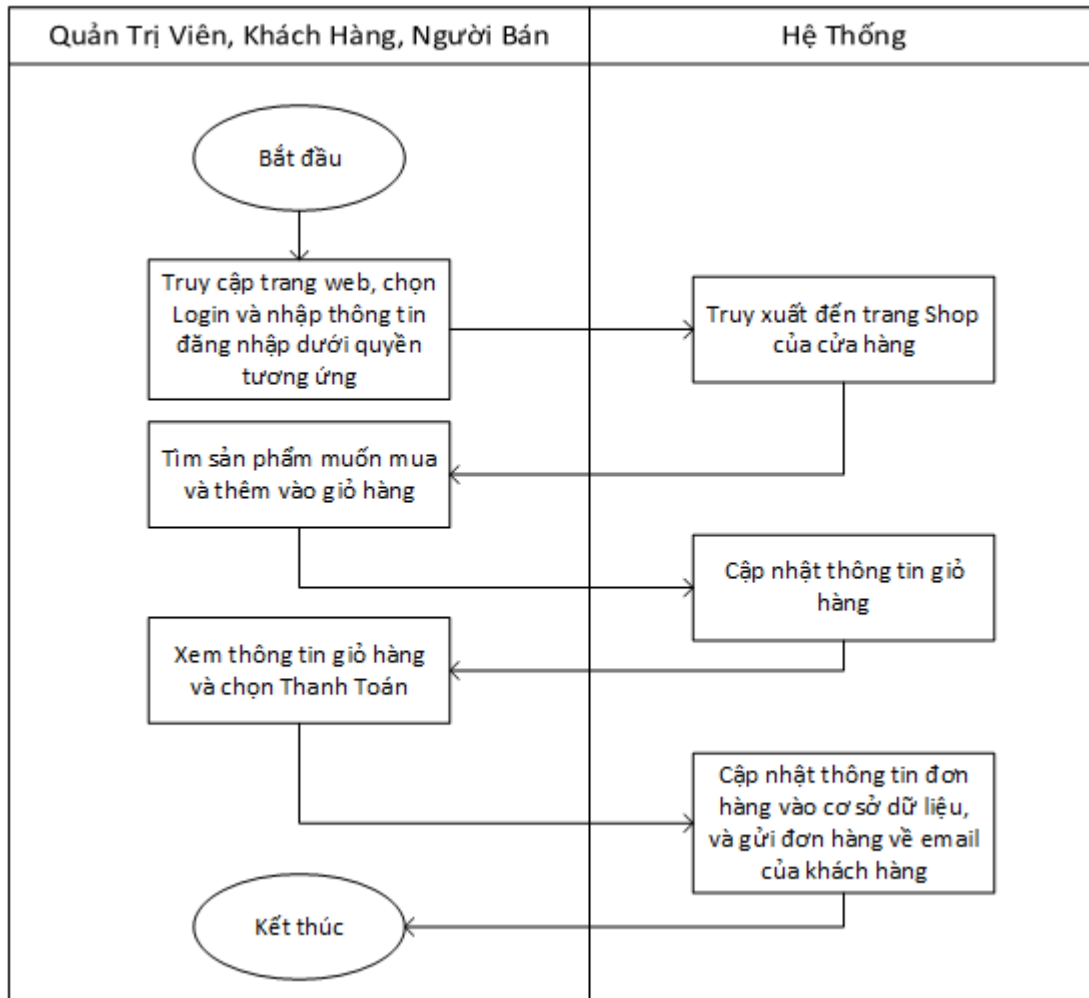 Quản Trị Viên, Khách Hàng, Người Bán
Hệ Thống
Bắt đầu
Truy cập trang web, chọn
Login và nhập thông tin
đăng nhập dưới quyền
tương ứng
Truy xuất đến trang Shop
của cửa hàng
Tìm sản phẩm muốn mua
và thêm vào giỏ hàng
Cập nhật thông tin giỏ
hàng
Xem thông tin giỏ hàng
và chọn Thanh Toán
Cập nhật thông tin đơn
hàng vào cơ sở dữ liệu,
và gửi đơn hàng về email
của khách hàng
Kết thúc